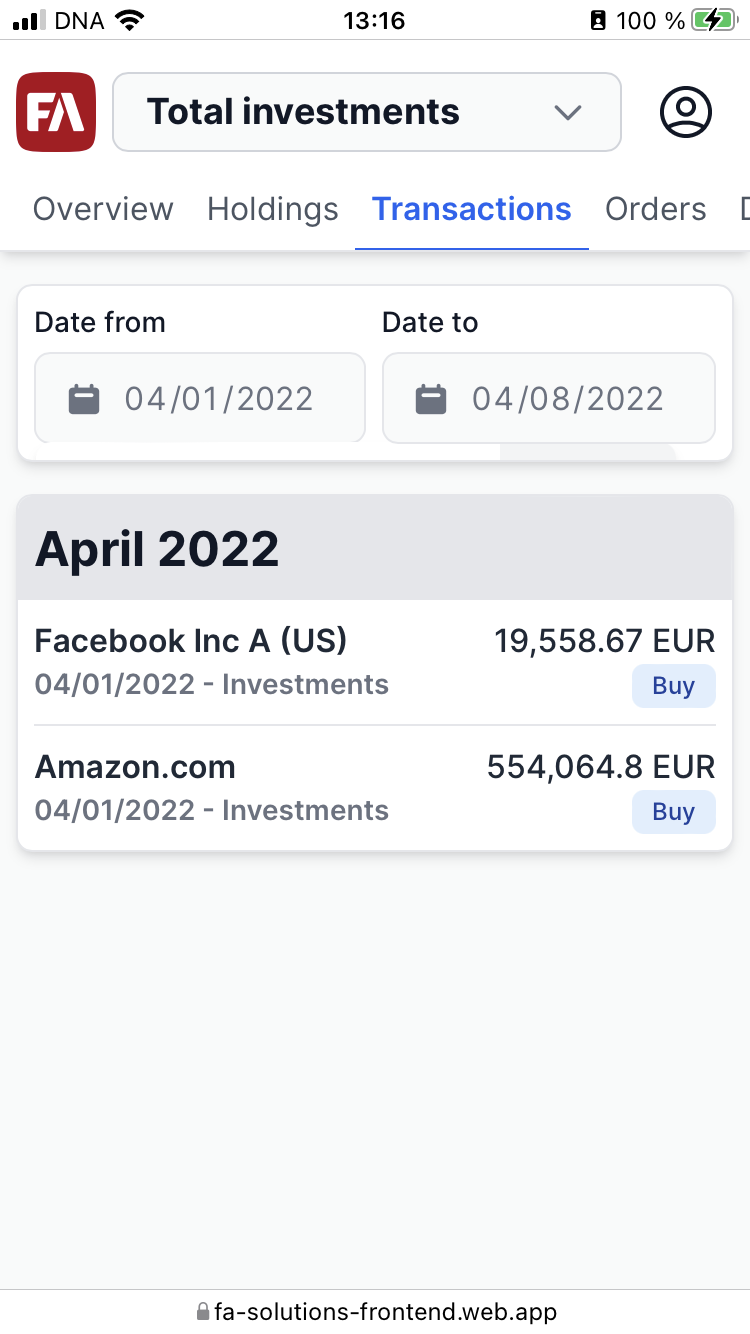 DNA 13:16 100 %
FA Total investments
Overview Holdings Transactions Orders
Date from Date to
04/01/2022 04/08/2022
April 2022
Facebook Inc A (US) 19,558.67 EUR
04/01/2022 - Investments Buy
Amazon.com 554,064.8 EUR
04/01/2022 - Investments Buy
fa-solutions-frontend.web.app